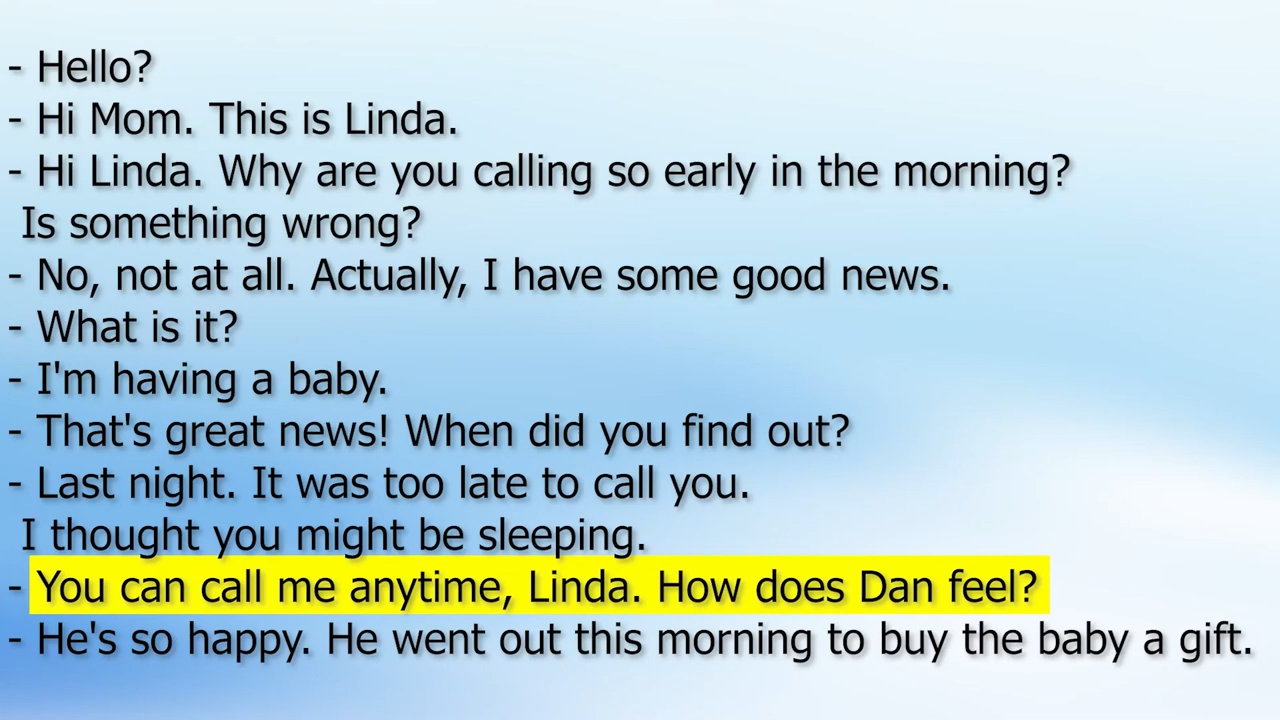 - Hello?
- Hi Mom. This is Linda.
- Hi Linda. Why are you calling so early in the morning?
Is something wrong?
- No, not at all. Actually, I have some good news.
- What is it?
- I'm having a baby.
- That's great news! When did you find out?
- Last night. It was too late to call you.
I thought you might be sleeping.
- You can call me anytime, Linda. How does Dan feel?
- He's so happy. He went out this morning to buy the baby a gift.